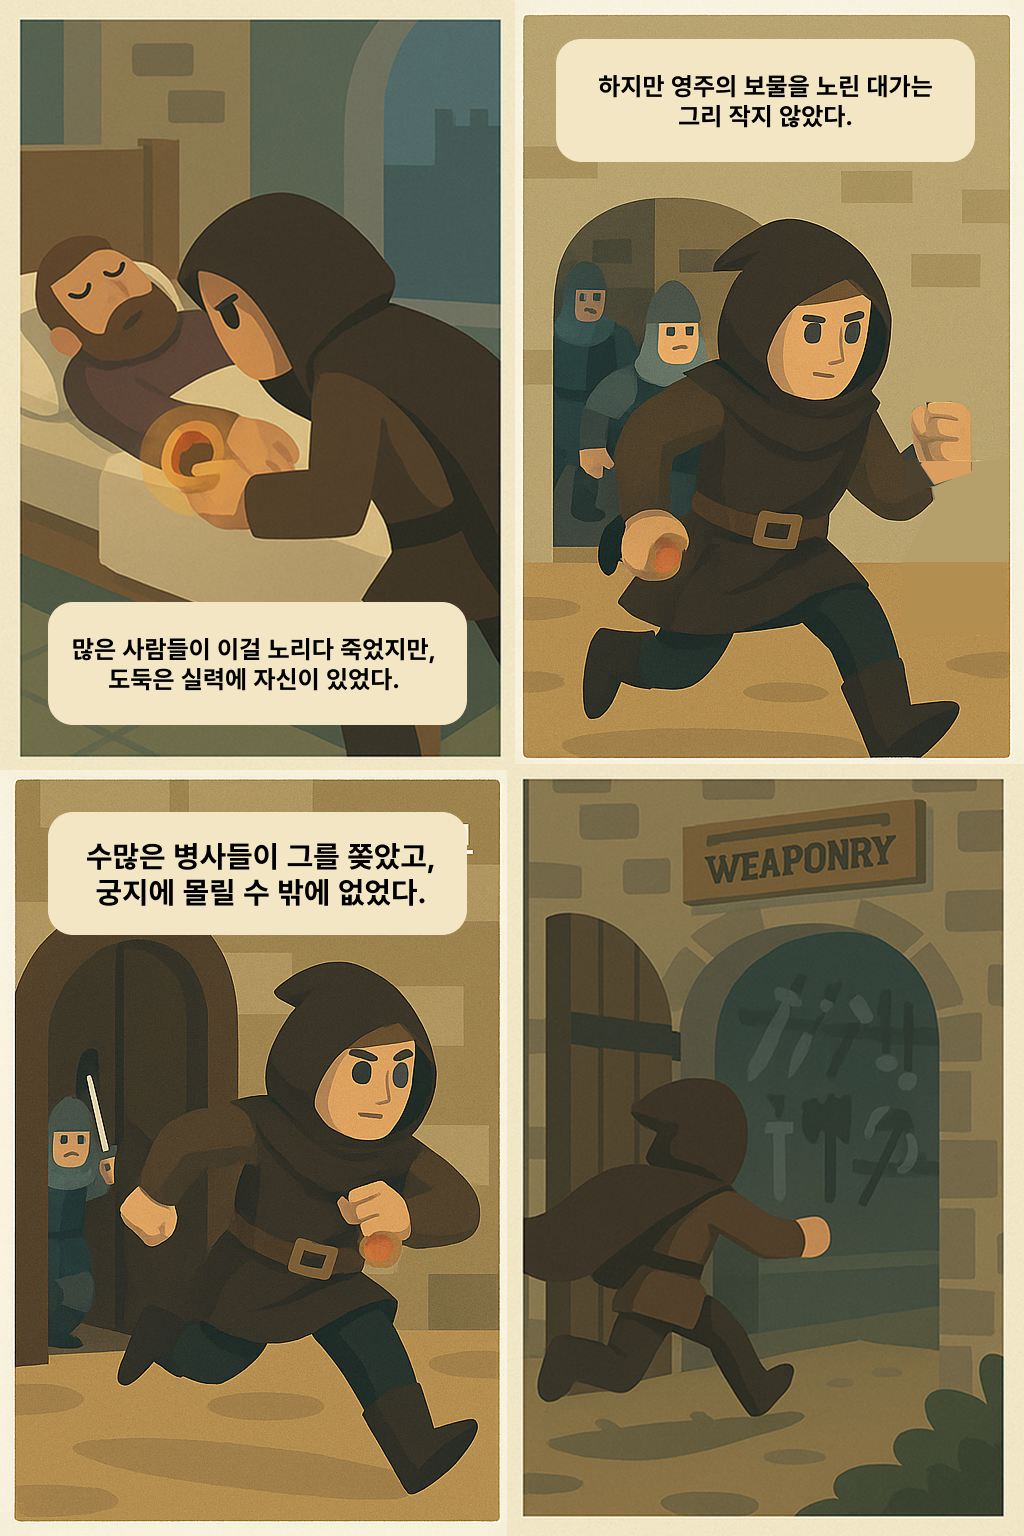 많은 사람들이 이걸 노리다 죽었지만,
도둑은 실력에 자신이 있었다.
하지만 영주의 보물을 노린 대가는
그리 작지 않았다.
수많은 병사들이 그를 쫒았고,
궁지에 몰릴 수 밖에 없었다.
WEAPONRY